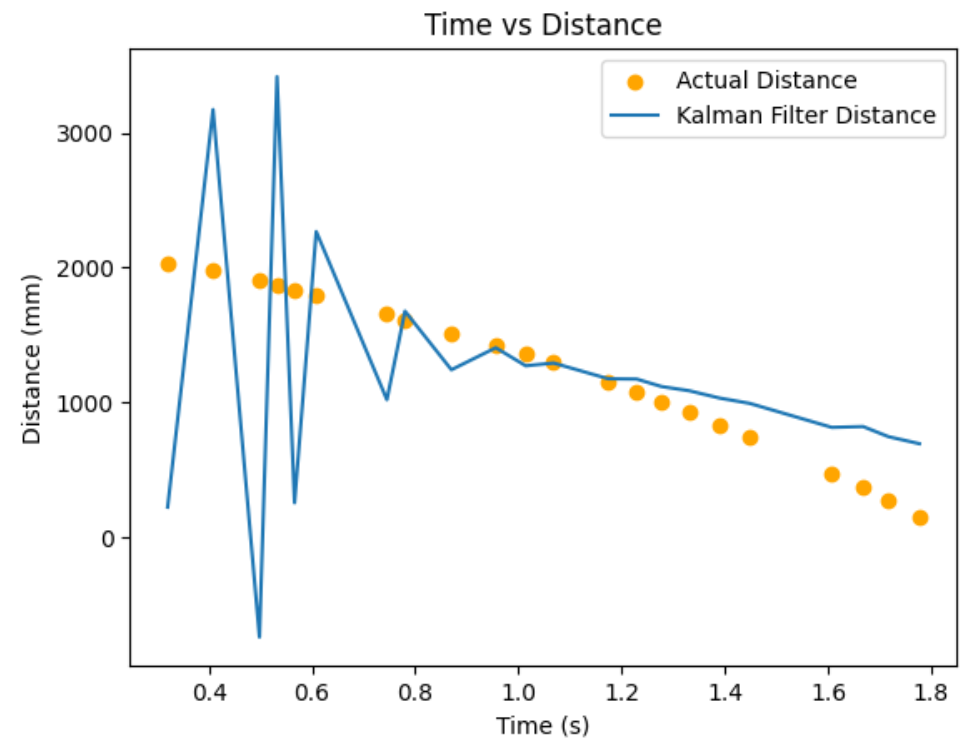 Time vs Distance
Actual Distance
Kalman Filter Distance
3000
2000
1000
0
Distance (mm)
0.4 0.6 0.8 1.0 1.2 1.4 1.6 1.8
Time (s)